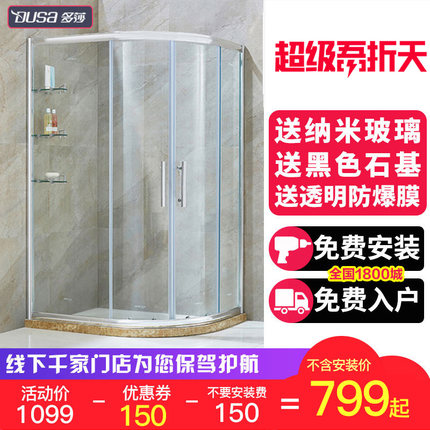 DUSA 多莎
超级吾折天
送纳米玻璃
送黑色石基
送透明防爆膜
免费安装
全国1800城
免费入户
线下千家门店为您保驾护航
活动价 优惠券 不要安装费 不含安装价
1099 - 150 - 150 = 799起